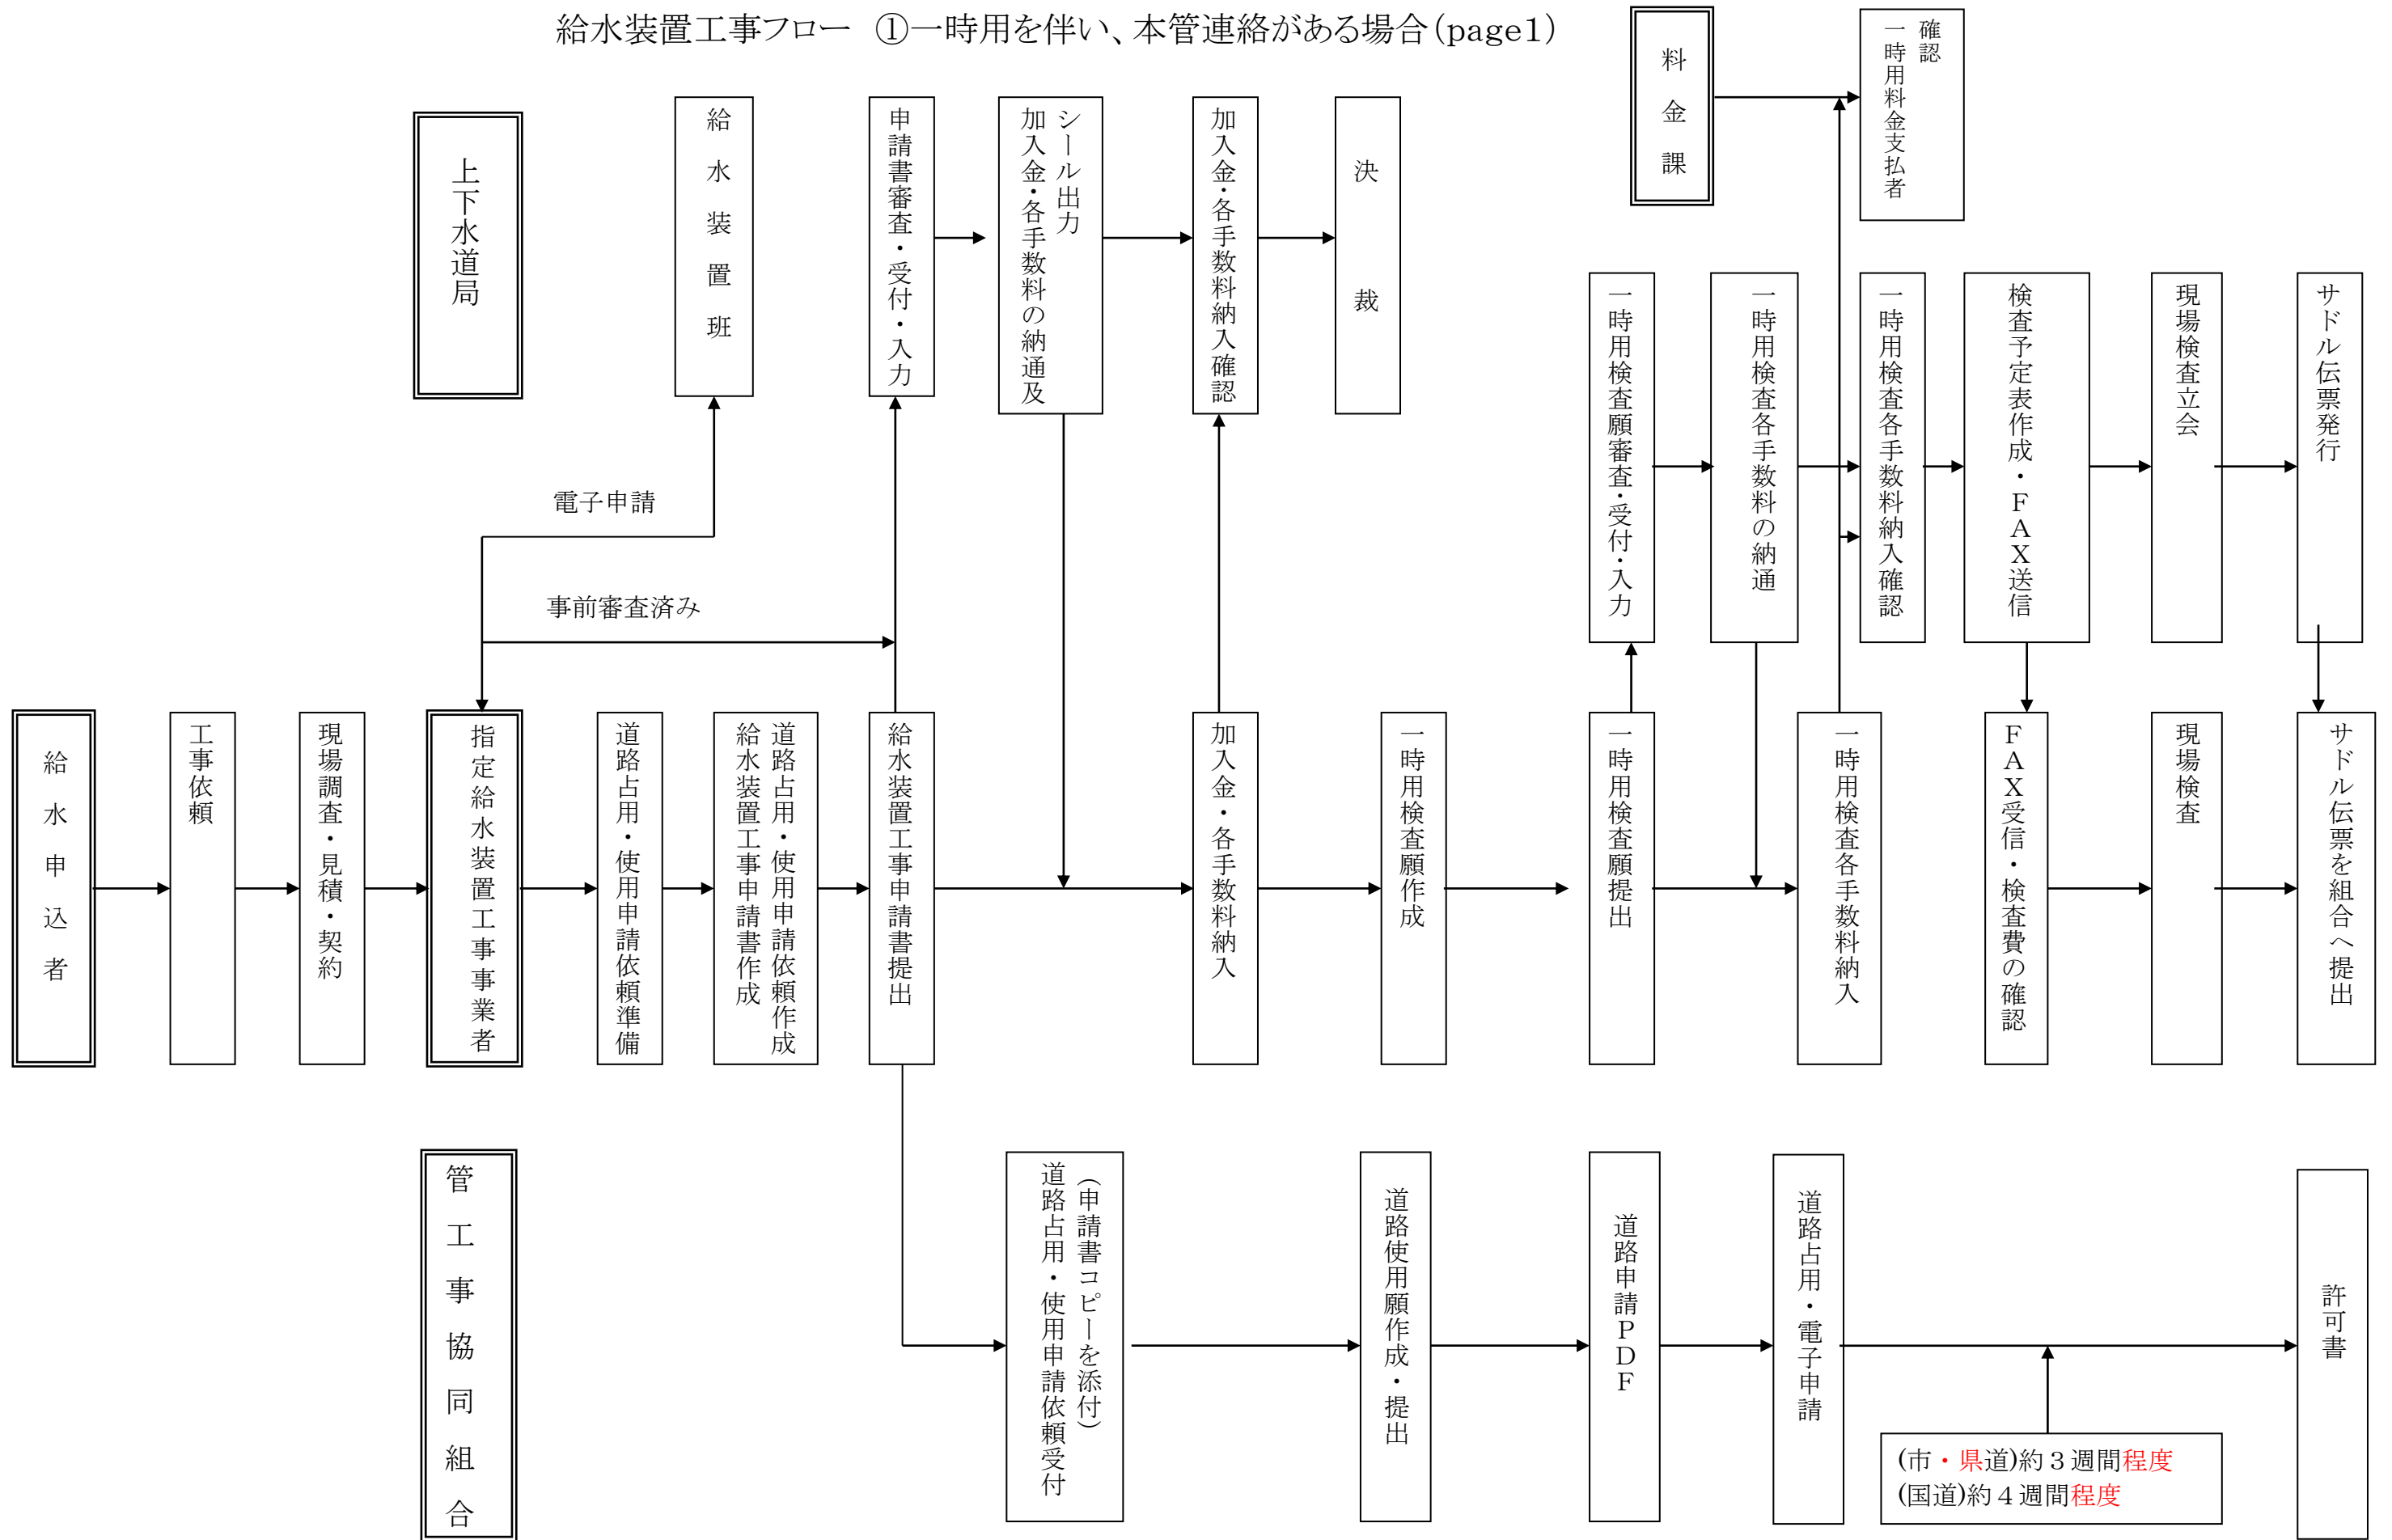 給水装置工事フロー ①一時用を伴い、本管連絡がある場合(page1)
料金課
確認
一時用料金支払者
上下水道局
給水装置班
申請書審査・受付・入力
シール出力
加入金・各手数料の納通及
加入金・各手数料納入確認
決裁
一時用検査願審査・受付・入力
一時用検査各手数料の納通
一時用検査各手数料納入確認
検査予定表作成・ＦＡＸ送信
現場検査立会
サドル伝票発行
電子申請
事前審査済み
給水申込者
工事依頼
現場調査・見積・契約
指定給水装置工事事業者
道路占用・使用申請依頼準備
道路占用・使用申請依頼作成
給水装置工事申請書作成
給水装置工事申請書提出
加入金・各手数料納入
一時用検査願作成
一時用検査願提出
一時用検査各手数料納入
ＦＡＸ受信・検査費の確認
現場検査
サドル伝票を組合へ提出
管工事協同組合
（申請書コピーを添付）
道路占用・使用申請依頼受付
道路使用願作成・提出
道路申請ＰＤＦ
道路占用・電子申請
許可書
(市・県道)約３週間程度
(国道)約４週間程度